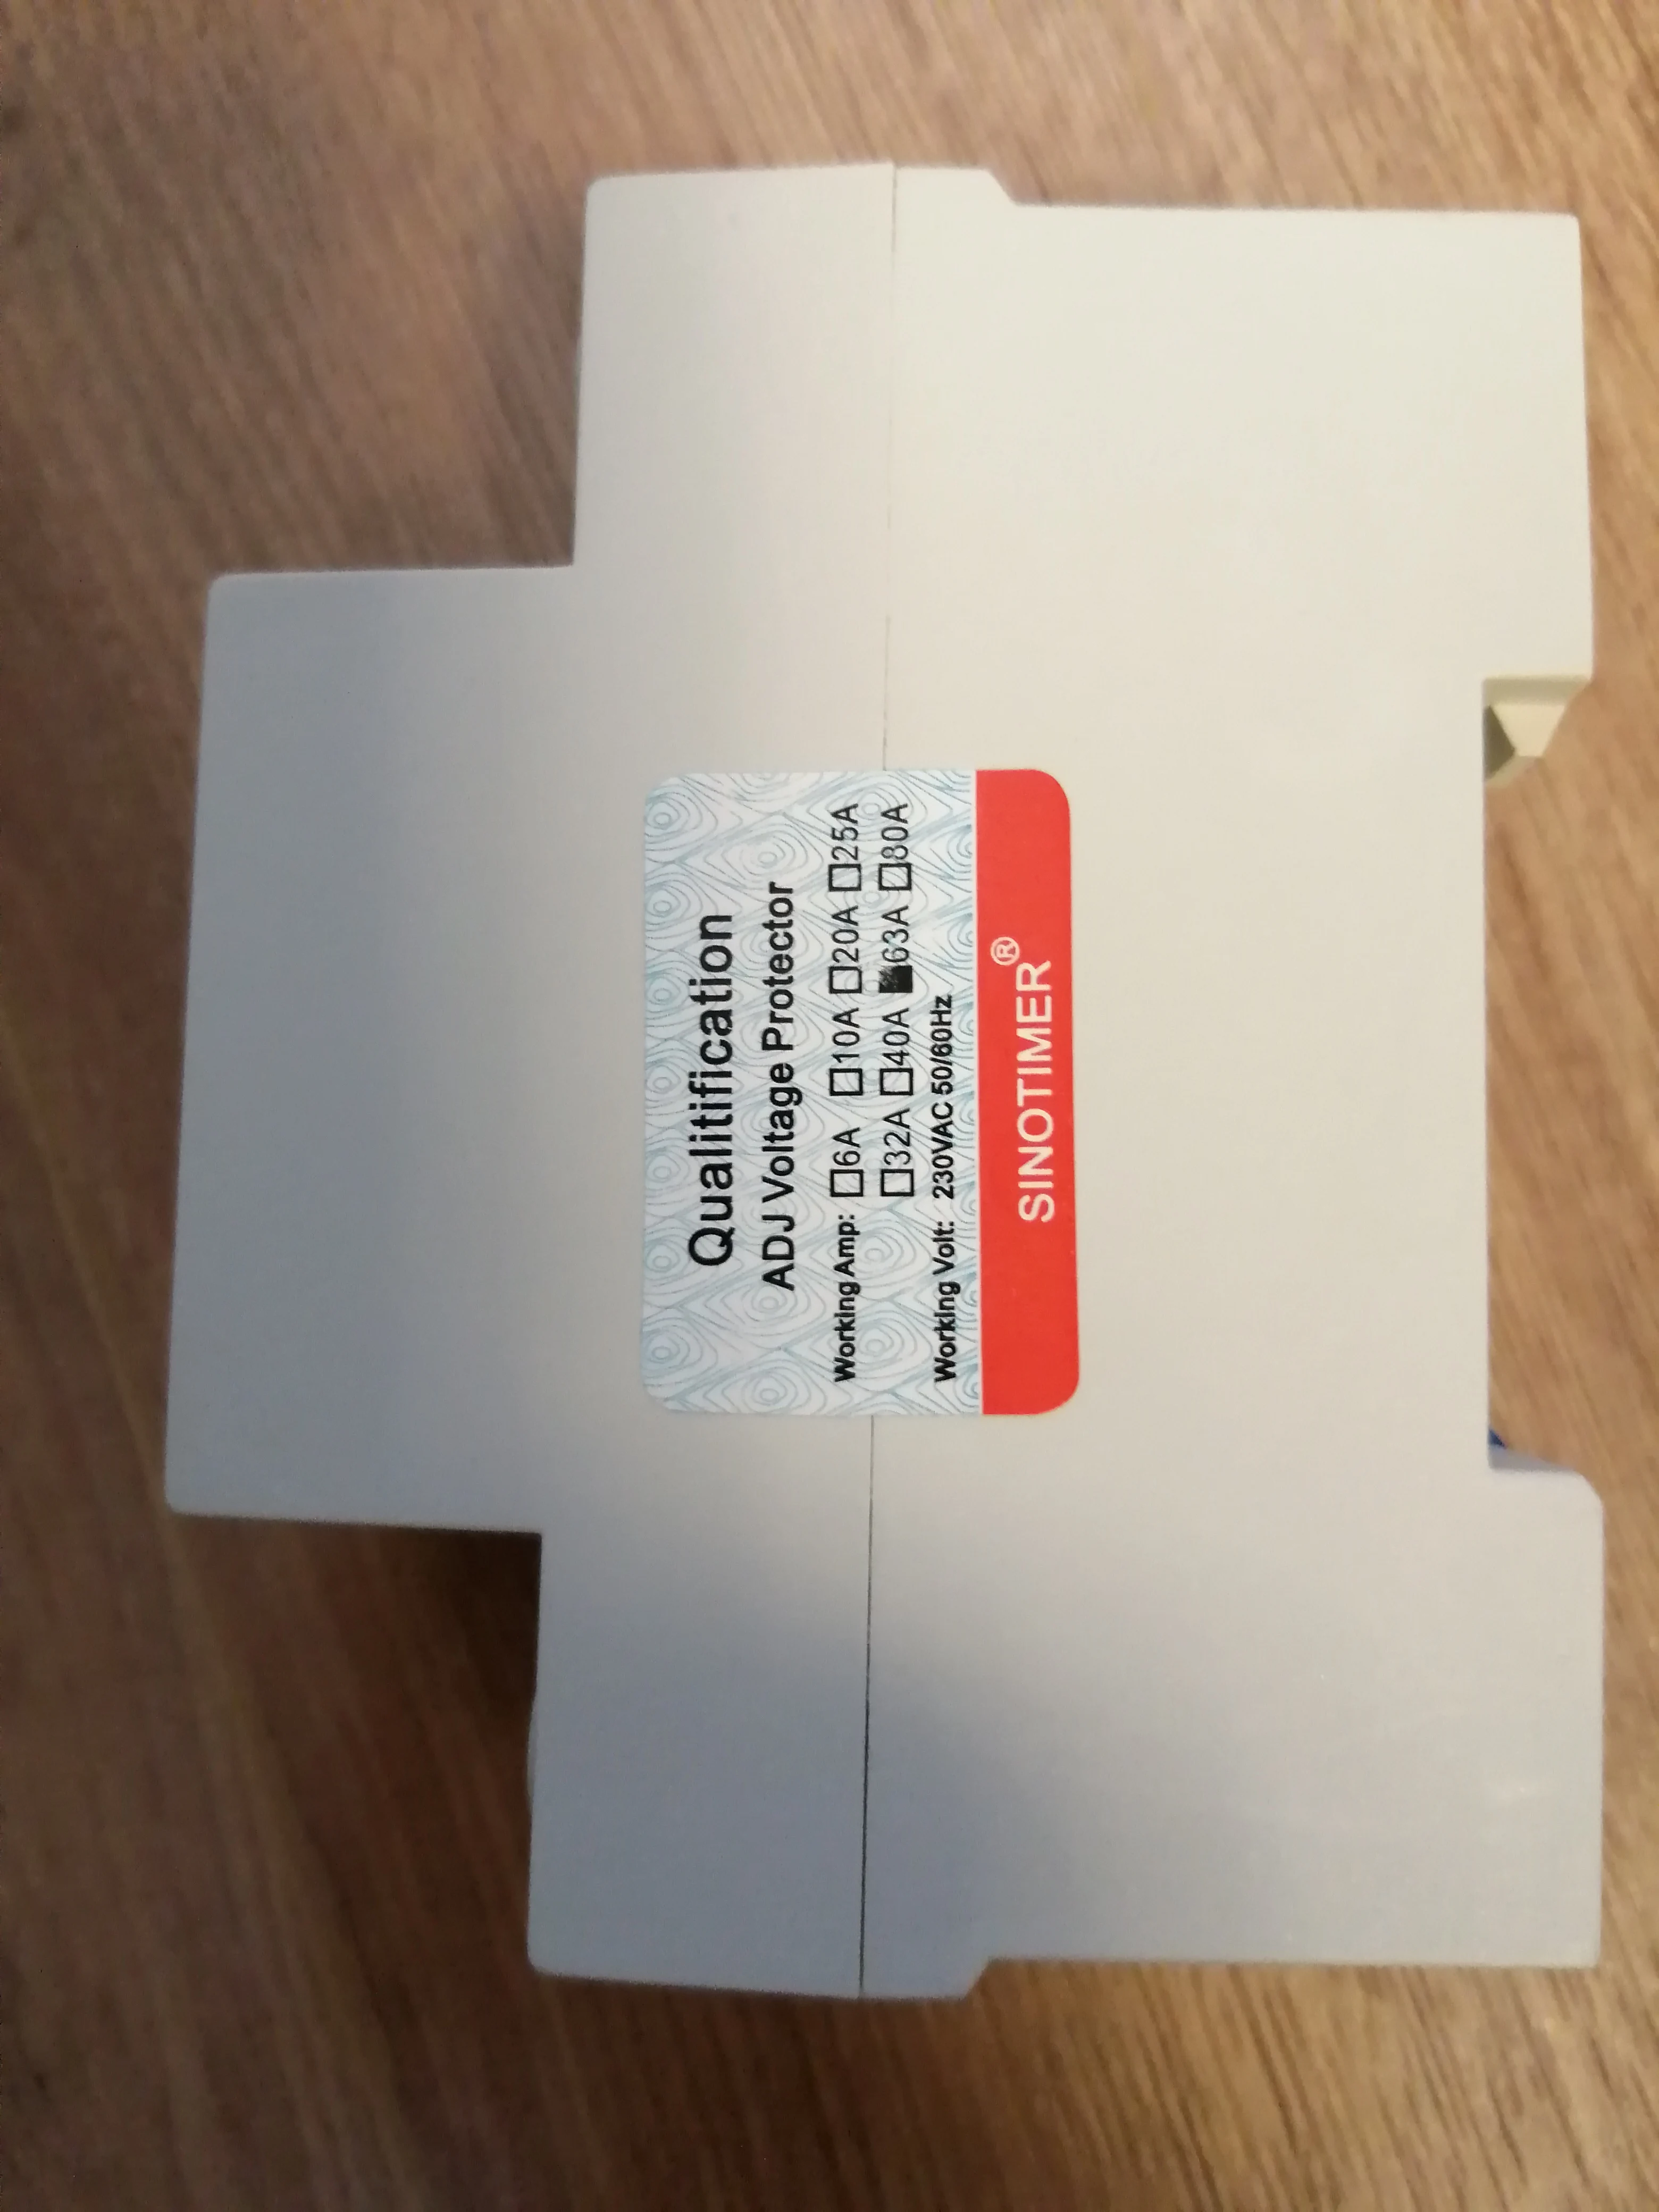 Qualitification
ADJ Voltage Protector
Working Amp: □6A □10A □20A □25A
□32A □40A ■63A □80A
Working Volt: 230VAC 50/60Hz
SINOTIMER®